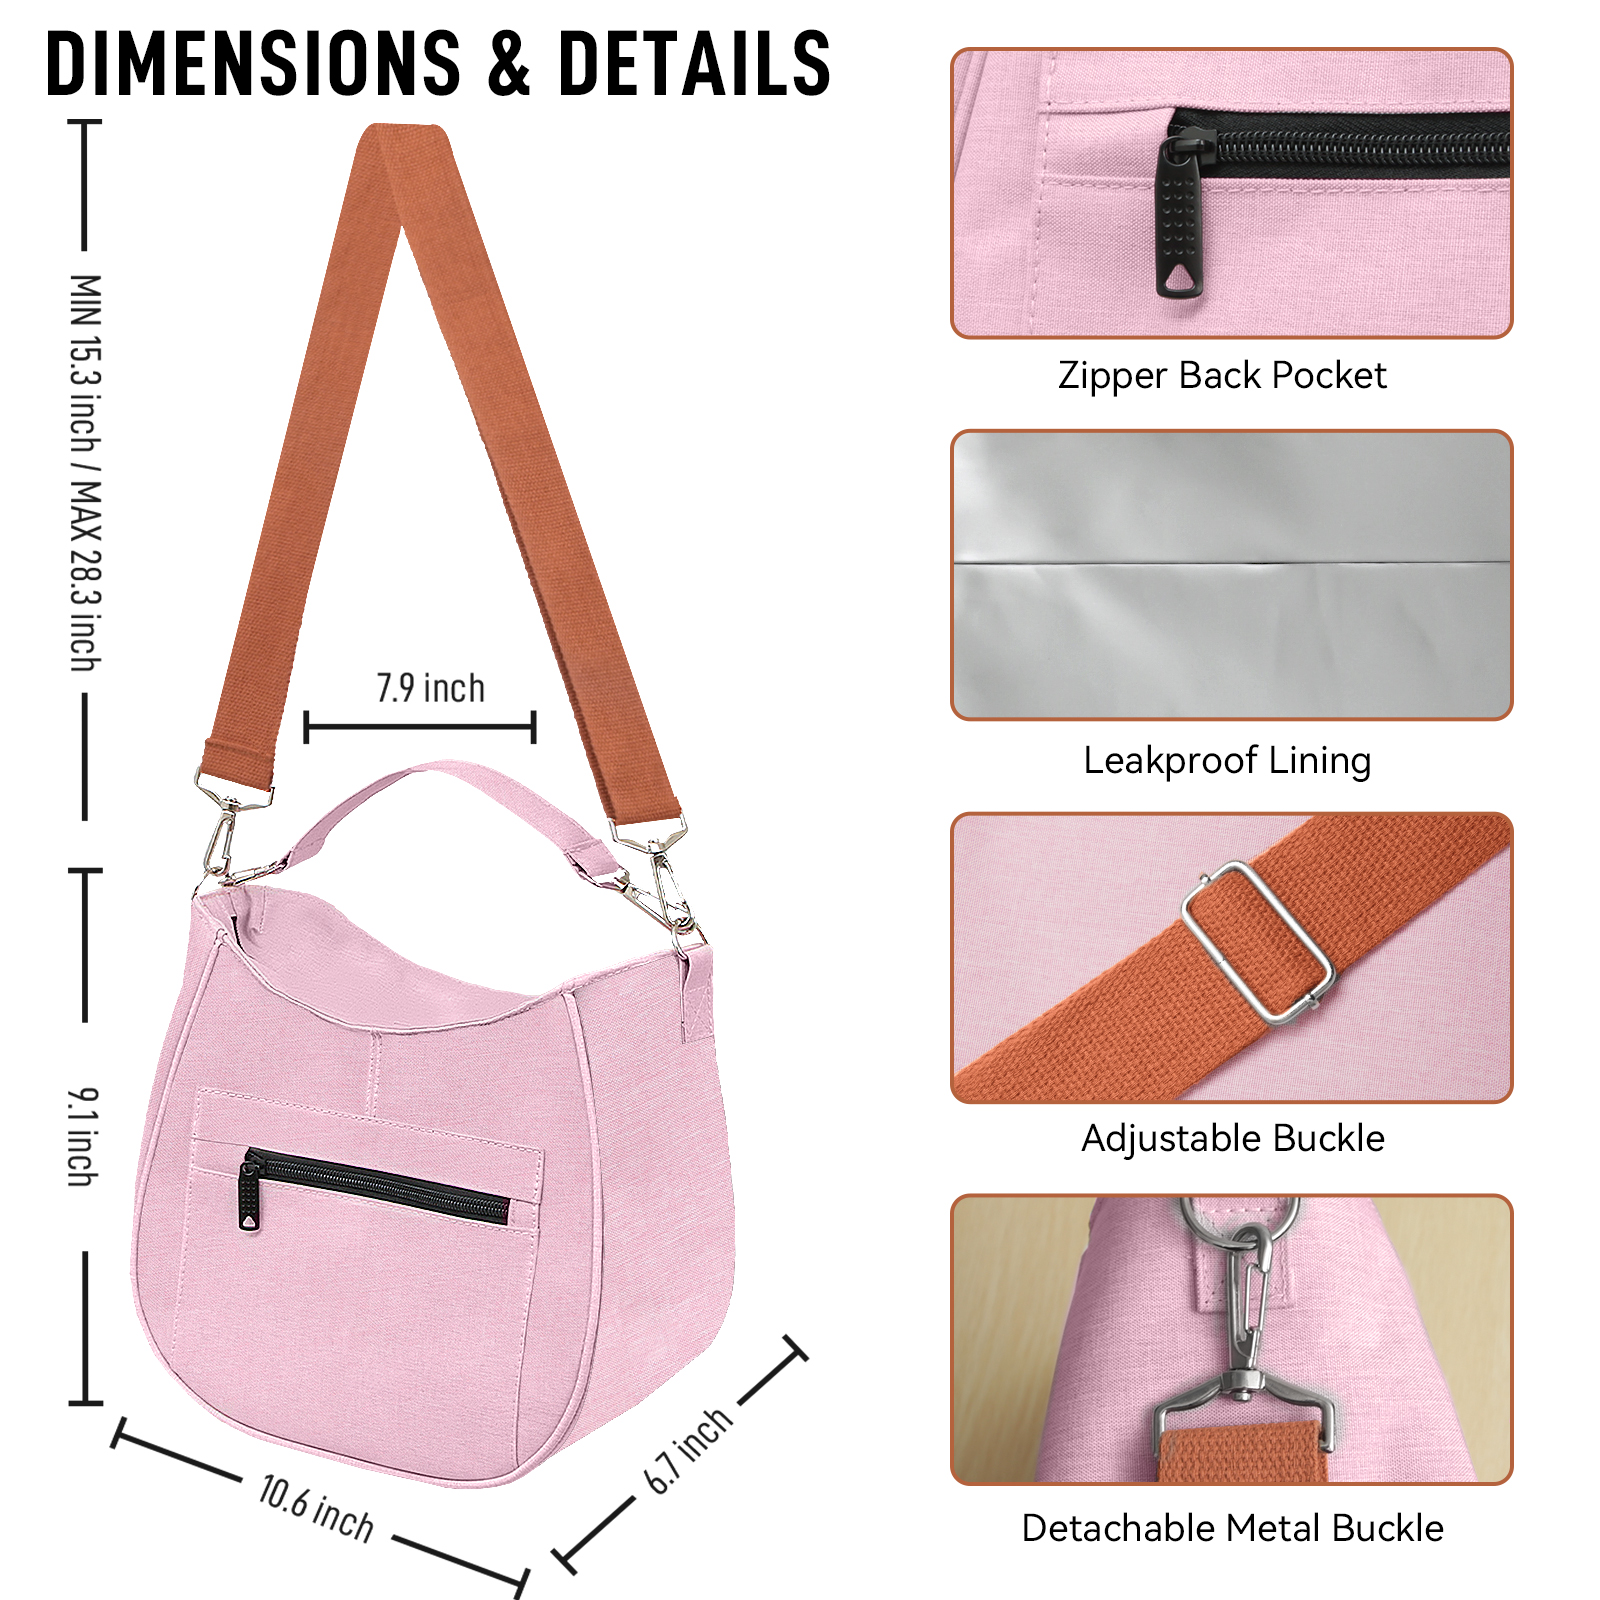 DIMENSIONS & DETAILS
MIN 15.3 inch / MAX 28.3 inch
7.9 inch
9.1 inch
10.6 inch
6.7 inch
Zipper Back Pocket
Leakproof Lining
Adjustable Buckle
Detachable Metal Buckle